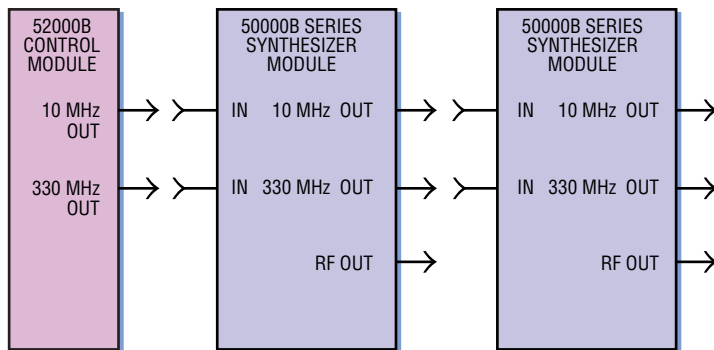 52000B
CONTROL
MODULE
10 MHz
OUT
330 MHz
OUT
50000B SERIES
SYNTHESIZER
MODULE
IN 10 MHz OUT
IN 330 MHz OUT
RF OUT
50000B SERIES
SYNTHESIZER
MODULE
IN 10 MHz OUT
IN 330 MHz OUT
RF OUT